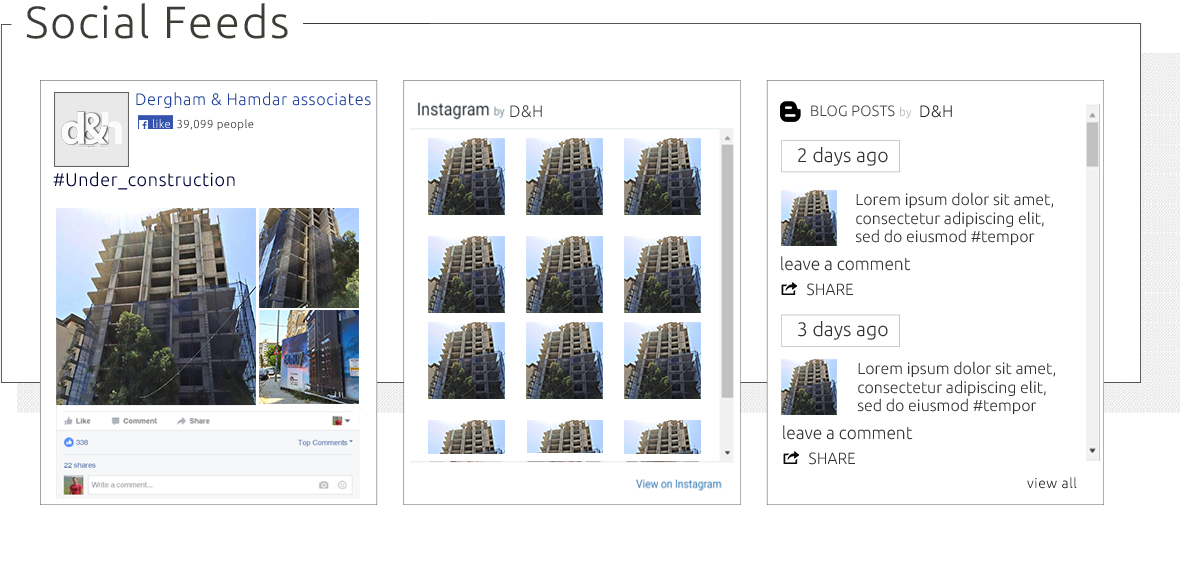 Social Feeds
d&h
Dergham & Hamdar associates
like 39,099 people
#Under_construction
Like Comment Share
338 Top Comments
22 shares
Write a comment...
Instagram by D&H
View on Instagram
BLOG POSTS by D&H
2 days ago
Lorem ipsum dolor sit amet,
consectetur adipiscing elit,
sed do eiusmod #tempor
leave a comment
SHARE
3 days ago
Lorem ipsum dolor sit amet,
consectetur adipiscing elit,
sed do eiusmod #tempor
leave a comment
SHARE
view all